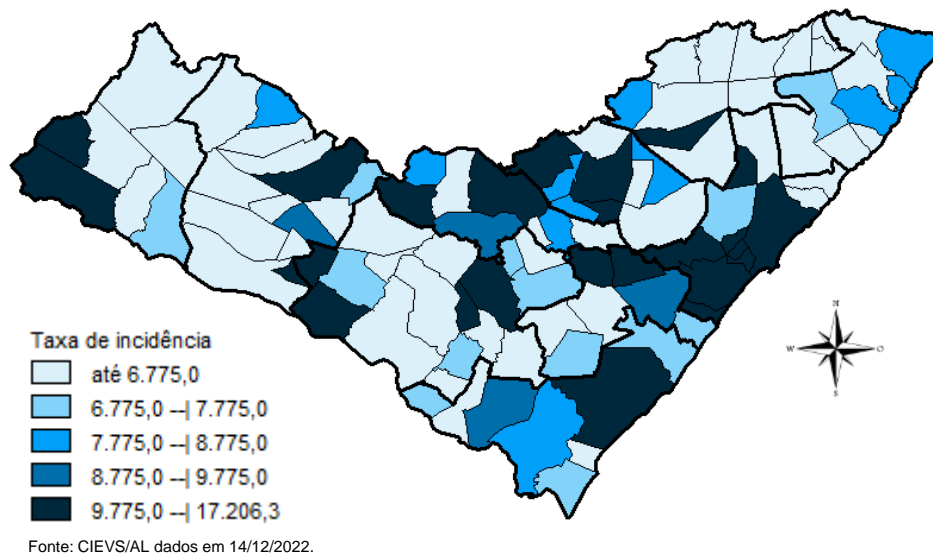 N
W
O
S
Taxa de incidência
até 6.775,0
6.775,0 --| 7.775,0
7.775,0 --| 8.775,0
8.775,0 --| 9.775,0
9.775,0 --| 17.206,3
Fonte: CIEVS/AL dados em 14/12/2022.